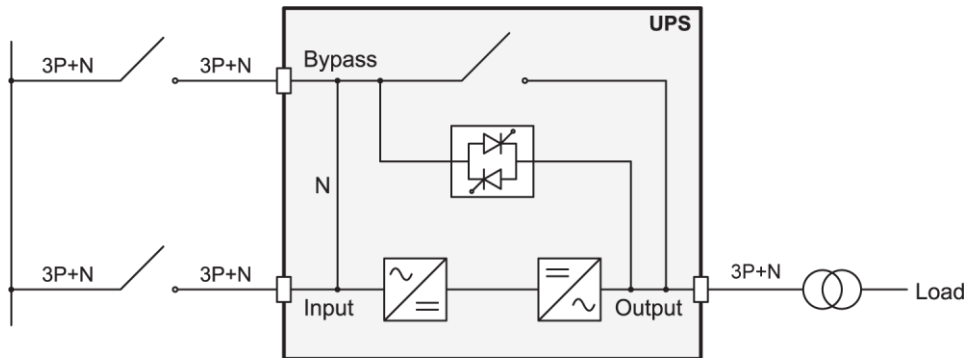 UPS
3P+N
3P+N
Bypass
N
3P+N
3P+N
Input
Output
3P+N
Load